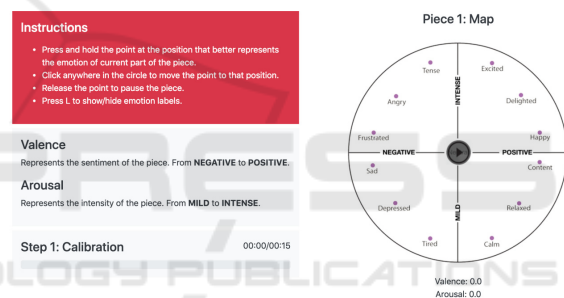 Instructions
• Press and hold the point at the position that better represents
the emotion of current part of the piece.
• Click anywhere in the circle to move the point to that position.
• Release the point to pause the piece.
• Press L to show/hide emotion labels.
Valence
Represents the sentiment of the piece. From NEGATIVE to POSITIVE.
Arousal
Represents the intensity of the piece. From MILD to INTENSE.
Step 1: Calibration 00:00/00:15
Piece 1: Map
Tense Excited
INTENSE
Angry Delighted
Frustrated Happy
NEGATIVE POSITIVE
Sad Content
Depressed Relaxed
MILD
Tired Calm
Valence: 0.0
Arousal: 0.0
PRESS
OLOGY PUBLICATIONS